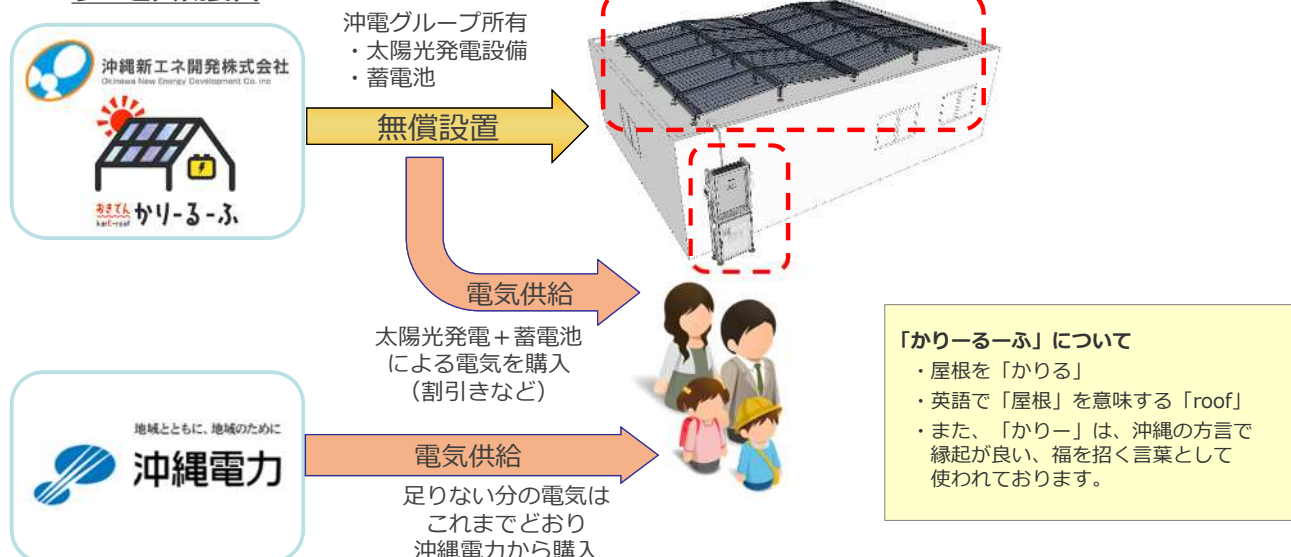 沖電グループ所有
・太陽光発電設備
・蓄電池
沖縄新エネ開発株式会社
Okinawa New Energy Development Co. inc
無償設置
おきでん
karE-roof
かりーるーふ
電気供給
太陽光発電＋蓄電池
による電気を購入
（割引きなど）
「かりーるーふ」について
・屋根を「かりる」
・英語で「屋根」を意味する「roof」
・また、「かりー」は、沖縄の方言で
縁起が良い、福を招く言葉として
使われております。
地域とともに、地域のために
沖縄電力
電気供給
足りない分の電気は
これまでどおり
沖縄電力から購入